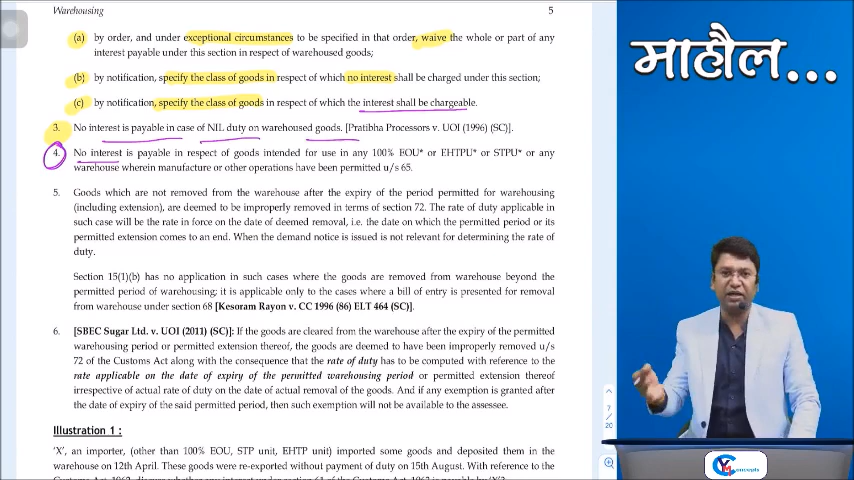 Warehousing 5
(a) by order, and under exceptional circumstances to be specified in that order, waive the whole or part of any
interest payable under this section in respect of warehoused goods;
(b) by notification, specify the class of goods in respect of which no interest shall be charged under this section;
(c) by notification, specify the class of goods in respect of which the interest shall be chargeable.
3. No interest is payable in case of NIL duty on warehoused goods. [Pratibha Processors v. UOI (1996) (SC)].
4. No interest is payable in respect of goods intended for use in any 100% EOU* or EHTPU* or STPU* or any
warehouse wherein manufacture or other operations have been permitted u/s 65.
5. Goods which are not removed from the warehouse after the expiry of the period permitted for warehousing
(including extension), are deemed to be improperly removed in terms of section 72. The rate of duty applicable in
such case will be the rate in force on the date of deemed removal, i.e. the date on which the permitted period or its
permitted extension comes to an end. When the demand notice is issued is not relevant for determining the rate of
duty.
Section 15(1)(b) has no application in such cases where the goods are removed from warehouse beyond the
permitted period of warehousing; it is applicable only to the cases where a bill of entry is presented for removal
from warehouse under section 68 [Kesoram Rayon v. CC 1996 (86) ELT 464 (SC)].
6. [SBEC Sugar Ltd. v. UOI (2011) (SC)]: If the goods are cleared from the warehouse after the expiry of the permitted
warehousing period or permitted extension thereof, the goods are deemed to have been improperly removed u/s
72 of the Customs Act along with the consequence that the rate of duty has to be computed with reference to the
rate applicable on the date of expiry of the permitted warehousing period or permitted extension thereof
irrespective of actual rate of duty on the date of actual removal of the goods. And if any exemption is granted after
the date of expiry of the said permitted period, then such exemption will not be available to the assessee.
Illustration 1 :
'X', an importer, (other than 100% EOU, STP unit, EHTP unit) imported some goods and deposited them in the
warehouse on 12th April. These goods were re-exported without payment of duty on 15th August. With reference to the
Customs Act, 1962, discuss whether any interest under section 61 of the Customs Act, 1962 is payable by 'X'?
माहौल...
7
20